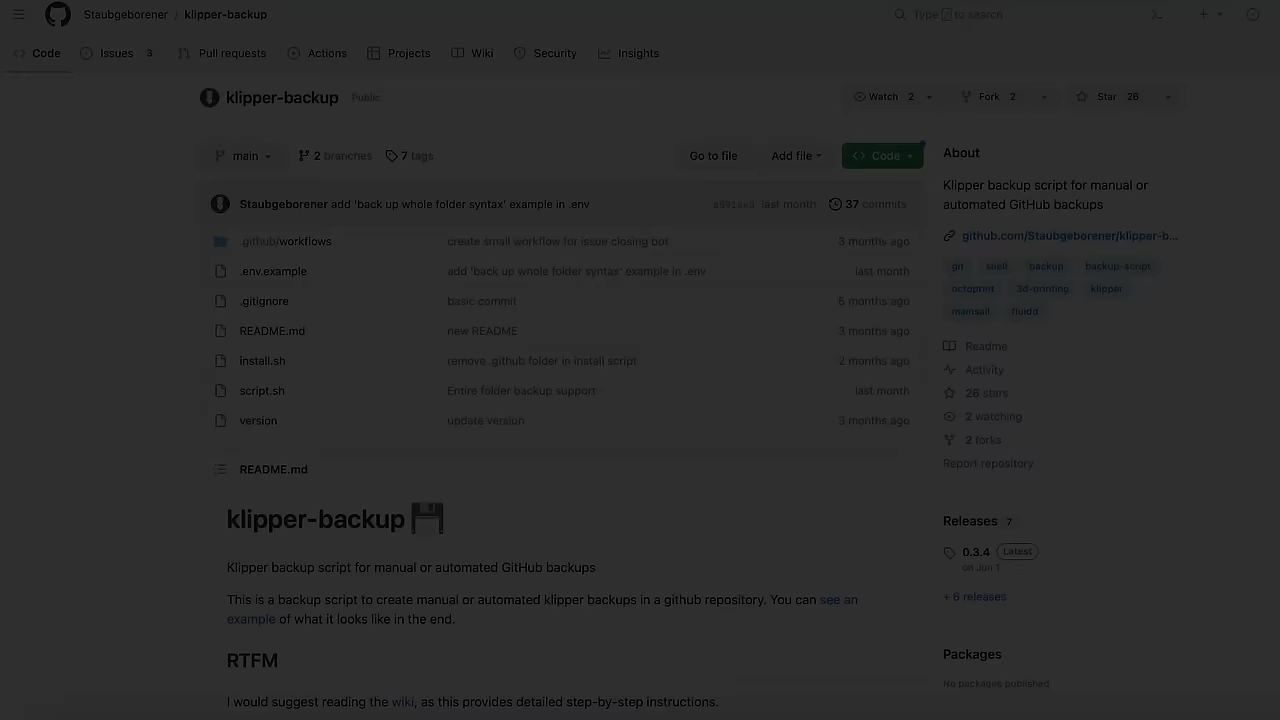 Staubgeborener / klipper-backup
Type / to search
Code Issues 3 Pull requests Actions Projects Wiki Security Insights
klipper-backup Public
Watch 2 Fork 2 Star 26
main 2 branches 7 tags Go to file Add file Code
Staubgeborener add 'back up whole folder syntax' example in .env last month 37 commits
.github/workflows create small workflow for issue closing bot 3 months ago
.env.example add 'back up whole folder syntax' example in .env last month
.gitignore basic commit 6 months ago
README.md new README 3 months ago
install.sh remove .github folder in install script 2 months ago
script.sh Entire folder backup support last month
version update version 3 months ago
README.md
klipper-backup
Klipper backup script for manual or automated GitHub backups
This is a backup script to create manual or automated klipper backups in a github repository. You can see an
example of what it looks like in the end.
RTFM
I would suggest reading the wiki, as this provides detailed step-by-step instructions.
About
Klipper backup script for manual or
automated GitHub backups
github.com/Staubgeborener/klipper-b...
git shell backup backup-script
octoprint 3d-printing klipper
mainsail fluidd
Readme
Activity
26 stars
2 watching
2 forks
Report repository
Releases 7
0.3.4 Latest
on Jun 1
+ 6 releases
Packages
No packages published